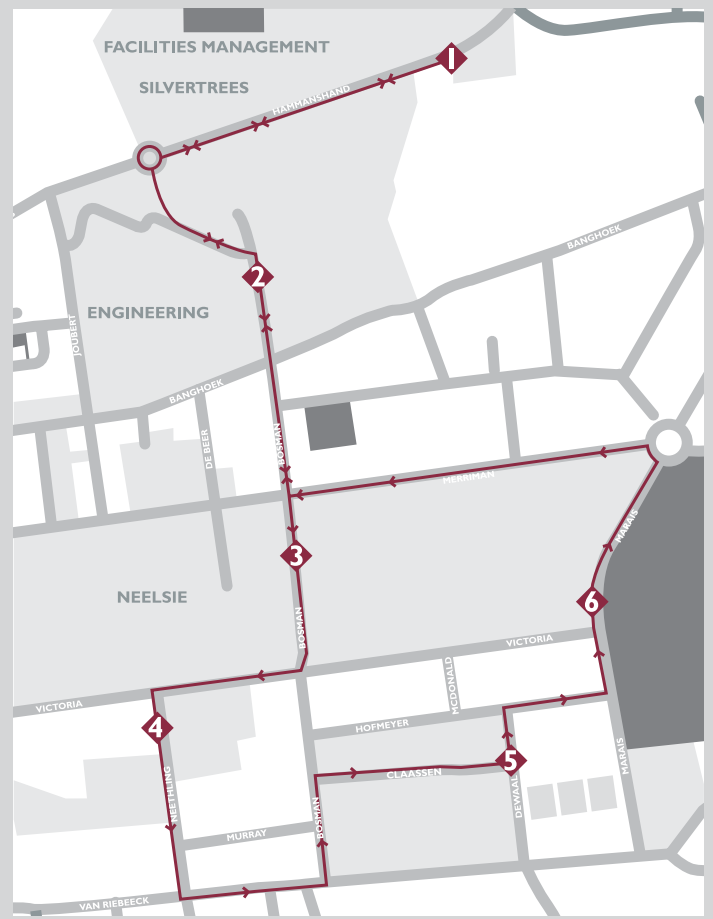 FACILITIES MANAGEMENT
1
SILVERTREES
HAMMANSHAND
BANGHOEK
2
ENGINEERING
JOUBERT
BANGHOEK
DE BEER
BOSMAN
MERRIMAN
MARAIS
3
NEELSIE
6
BOSMAN
VICTORIA
MCDONALD
VICTORIA
4
HOFMEYER
MARAIS
5
CLAASSEN
NEETHLING
DEWAAL
BOSMAN
MURRAY
VAN RIEBECK